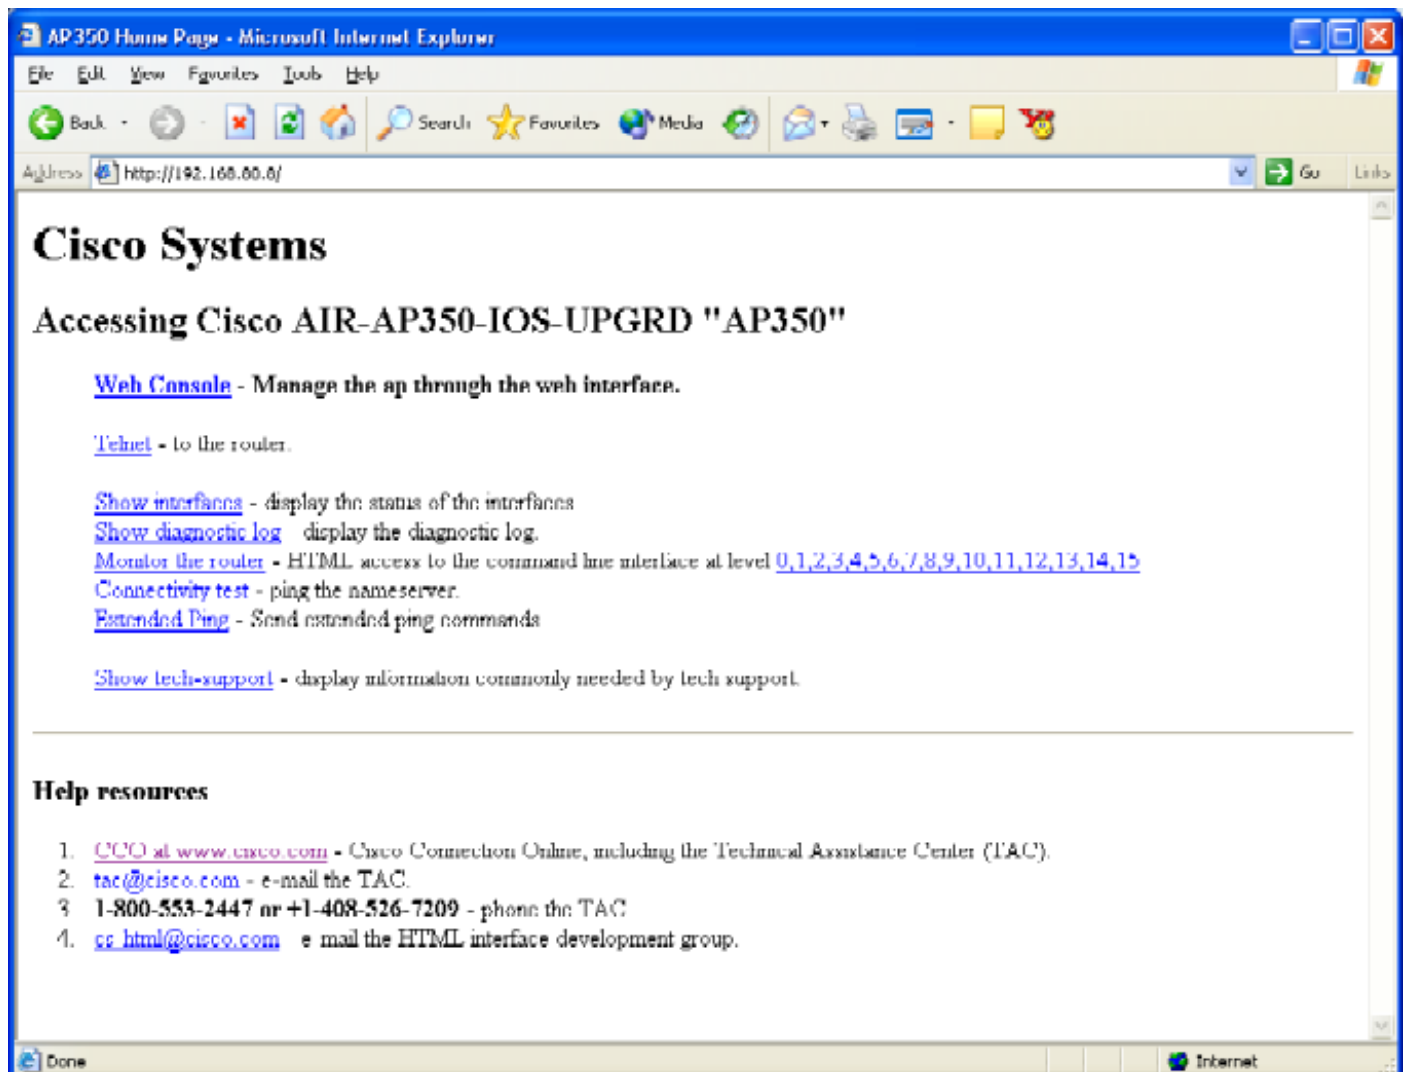 AP350 Home Page - Microsoft Internet Explorer
File Edit View Favorites Tools Help
Back Search Favorites Media
Address http://192.168.80.8/ Go Links
Cisco Systems
Accessing Cisco AIR-AP350-IOS-UPGRD "AP350"
Web Console - Manage the ap through the web interface.
Telnet - to the router.
Show interfaces - display the status of the interfaces
Show diagnostic log - display the diagnostic log.
Monitor the router - HTML access to the command line interface at level 0,1,2,3,4,5,6,7,8,9,10,11,12,13,14,15
Connectivity test - ping the nameserver.
Extended Ping - Send extended ping commands
Show tech-support - display information commonly needed by tech support.
Help resources
1. CCO at www.cisco.com - Cisco Connection Online, including the Technical Assistance Center (TAC).
2. tac@cisco.com - e-mail the TAC.
3. 1-800-553-2447 or +1-408-526-7209 - phone the TAC
4. cs-html@cisco.com - e-mail the HTML interface development group.
Done Internet